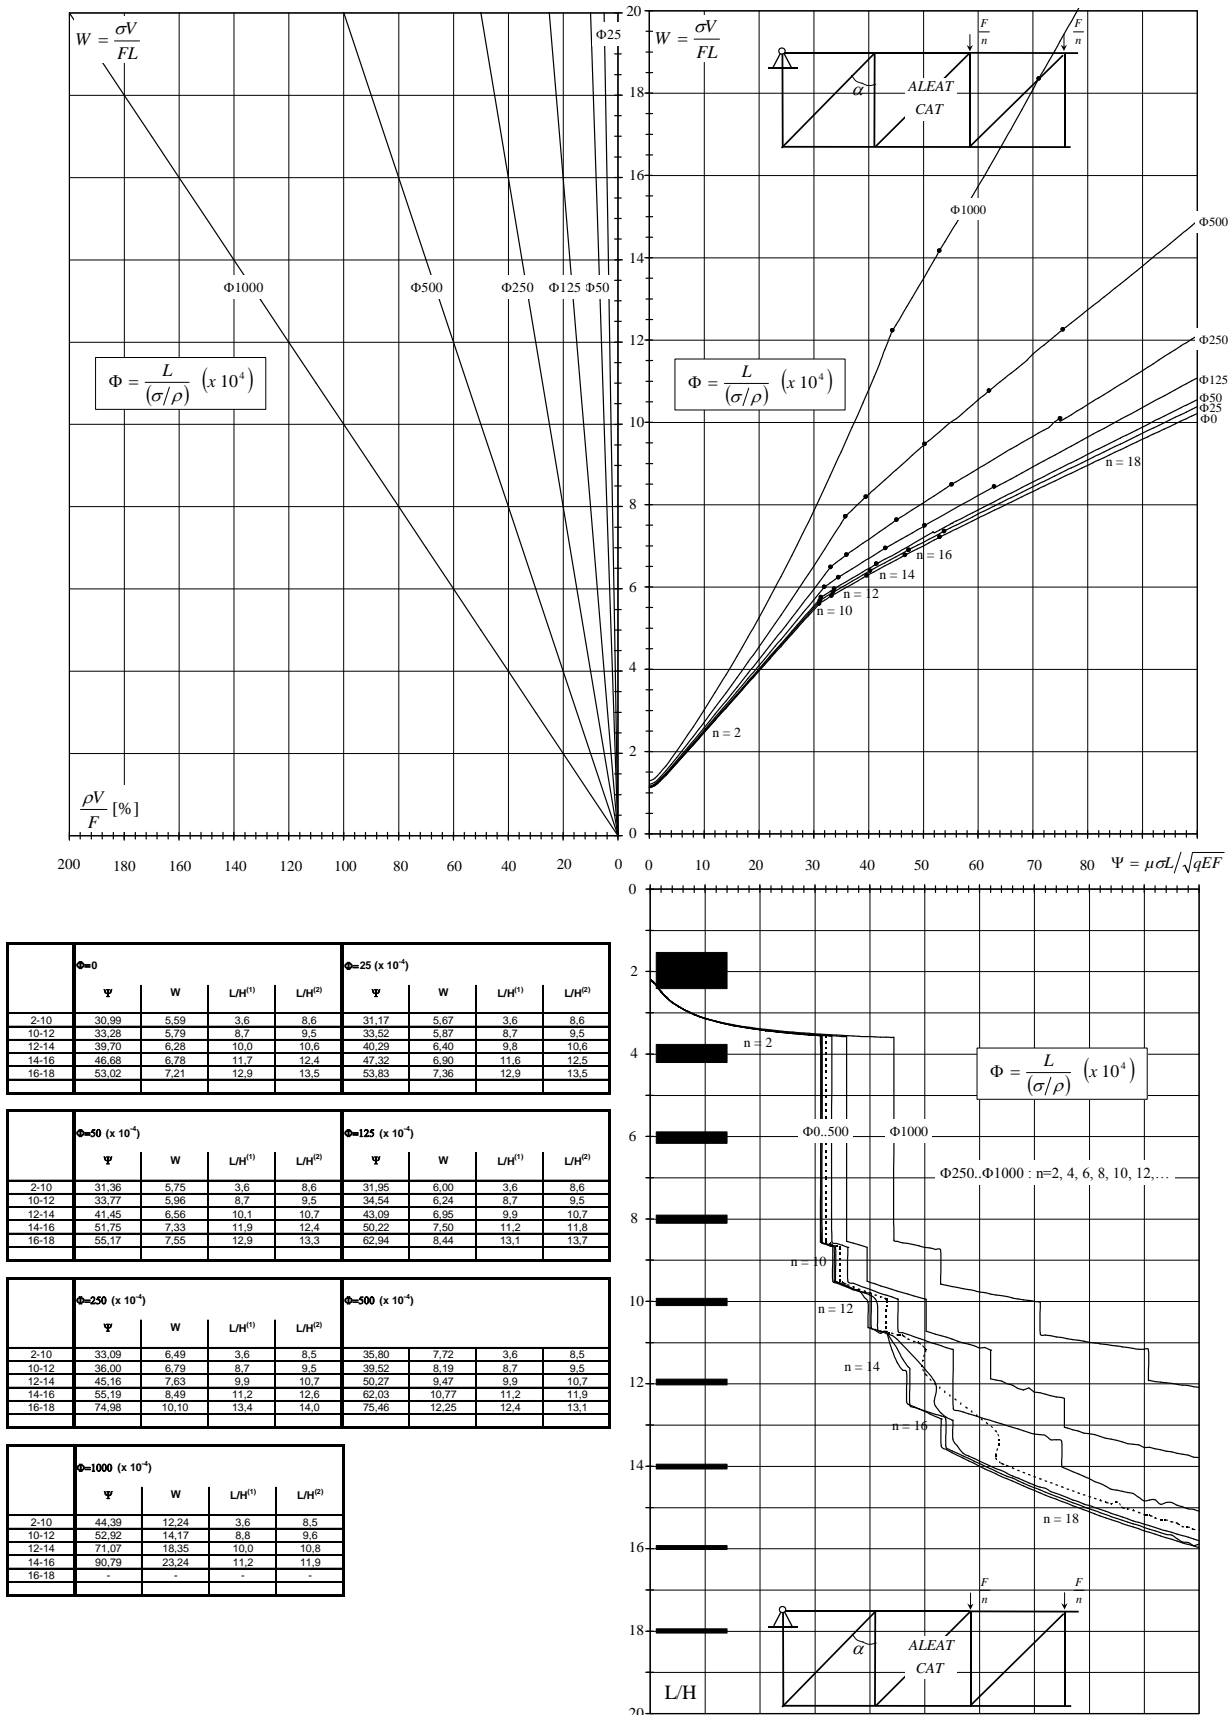 W = σV/FL
Φ25
Φ1000
Φ500
Φ250
Φ125
Φ50
Φ = L/(σ/ρ) (x 10⁴)
ρV/F [%]
200 180 160 140 120 100 80 60 40 20 0
20
18
16
14
12
10
8
6
4
2
0
W = σV/FL
F/n
F/n
α
ALEAT
CAT
Φ1000
Φ500
Φ250
Φ125
Φ50
Φ25
Φ0
Φ = L/(σ/ρ) (x 10⁴)
n = 18
n = 16
n = 14
n = 12
n = 10
n = 2
0 10 20 30 40 50 60 70 80 Ψ = μσL/√qEF
0
2
4
6
8
10
12
14
16
18
20
n = 2
Φ = L/(σ/ρ) (x 10⁴)
Φ0..500
Φ1000
Φ250..Φ1000 : n=2, 4, 6, 8, 10, 12,…
n = 10
n = 12
n = 14
n = 16
n = 18
F/n
F/n
α
ALEAT
CAT
L/H
Φ=0 Φ=25 (x 10⁻⁴)
Ψ W L/H⁽¹⁾ L/H⁽²⁾ Ψ W L/H⁽¹⁾ L/H⁽²⁾
2-10 30,99 5,59 3,6 8,6 31,17 5,67 3,6 8,6
10-12 33,28 5,79 8,7 9,5 33,52 5,87 8,7 9,5
12-14 39,70 6,28 10,0 10,6 40,29 6,40 9,8 10,6
14-16 46,68 6,78 11,7 12,4 47,32 6,90 11,6 12,5
16-18 53,02 7,21 12,9 13,5 53,83 7,36 12,9 13,5
Φ=50 (x 10⁻⁴) Φ=125 (x 10⁻⁴)
Ψ W L/H⁽¹⁾ L/H⁽²⁾ Ψ W L/H⁽¹⁾ L/H⁽²⁾
2-10 31,36 5,75 3,6 8,6 31,95 6,00 3,6 8,6
10-12 33,77 5,96 8,7 9,5 34,54 6,24 8,7 9,5
12-14 41,45 6,56 10,1 10,7 43,09 6,95 9,9 10,7
14-16 51,75 7,33 11,9 12,4 50,22 7,50 11,2 11,8
16-18 55,17 7,55 12,9 13,3 62,94 8,44 13,1 13,7
Φ=250 (x 10⁻⁴) Φ=500 (x 10⁻⁴)
Ψ W L/H⁽¹⁾ L/H⁽²⁾
2-10 33,09 6,49 3,6 8,5 35,80 7,72 3,6 8,5
10-12 36,00 6,79 8,7 9,5 39,52 8,19 8,7 9,5
12-14 45,16 7,63 9,9 10,7 50,27 9,47 9,9 10,7
14-16 55,19 8,49 11,2 12,6 62,03 10,77 11,2 11,9
16-18 74,98 10,10 13,4 14,0 75,46 12,25 12,4 13,1
Φ=1000 (x 10⁻⁴)
Ψ W L/H⁽¹⁾ L/H⁽²⁾
2-10 44,39 12,24 3,6 8,5
10-12 52,92 14,17 8,8 9,6
12-14 71,07 18,35 10,0 10,8
14-16 90,79 23,24 11,2 11,9
16-18 - - - -